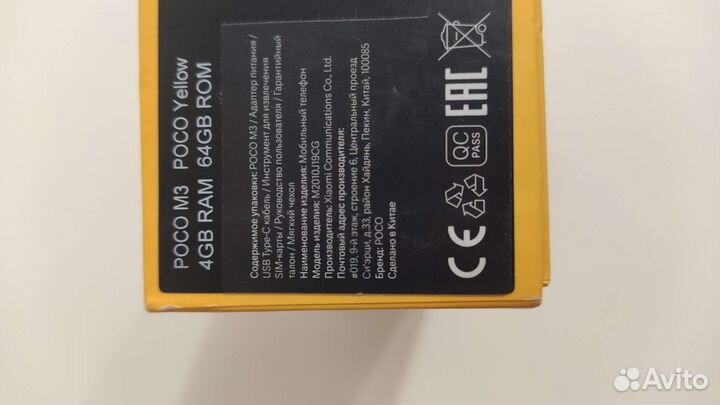 POCO M3 POCO Yellow
4GB RAM 64GB ROM
Содержимое упаковки: POCO M3 / Адаптер питания /
USB Type-C кабель / Инструмент для извлечения
SIM-карты / Руководство пользователя / Гарантийный
талон / Мягкий чехол
Наименование изделия: Мобильный телефон
Модель изделия: M2010J19CG
Производитель: Xiaomi Communications Co., Ltd.
Почтовый адрес производителя:
#019, 9-й этаж, строение 6, Центральный проезд
Си'эрци, д.33, район Хайдянь, Пекин, Китай, 100085
Бренд: POCO
Сделано в Китае
EAC
QC
PASS
CE
Avito